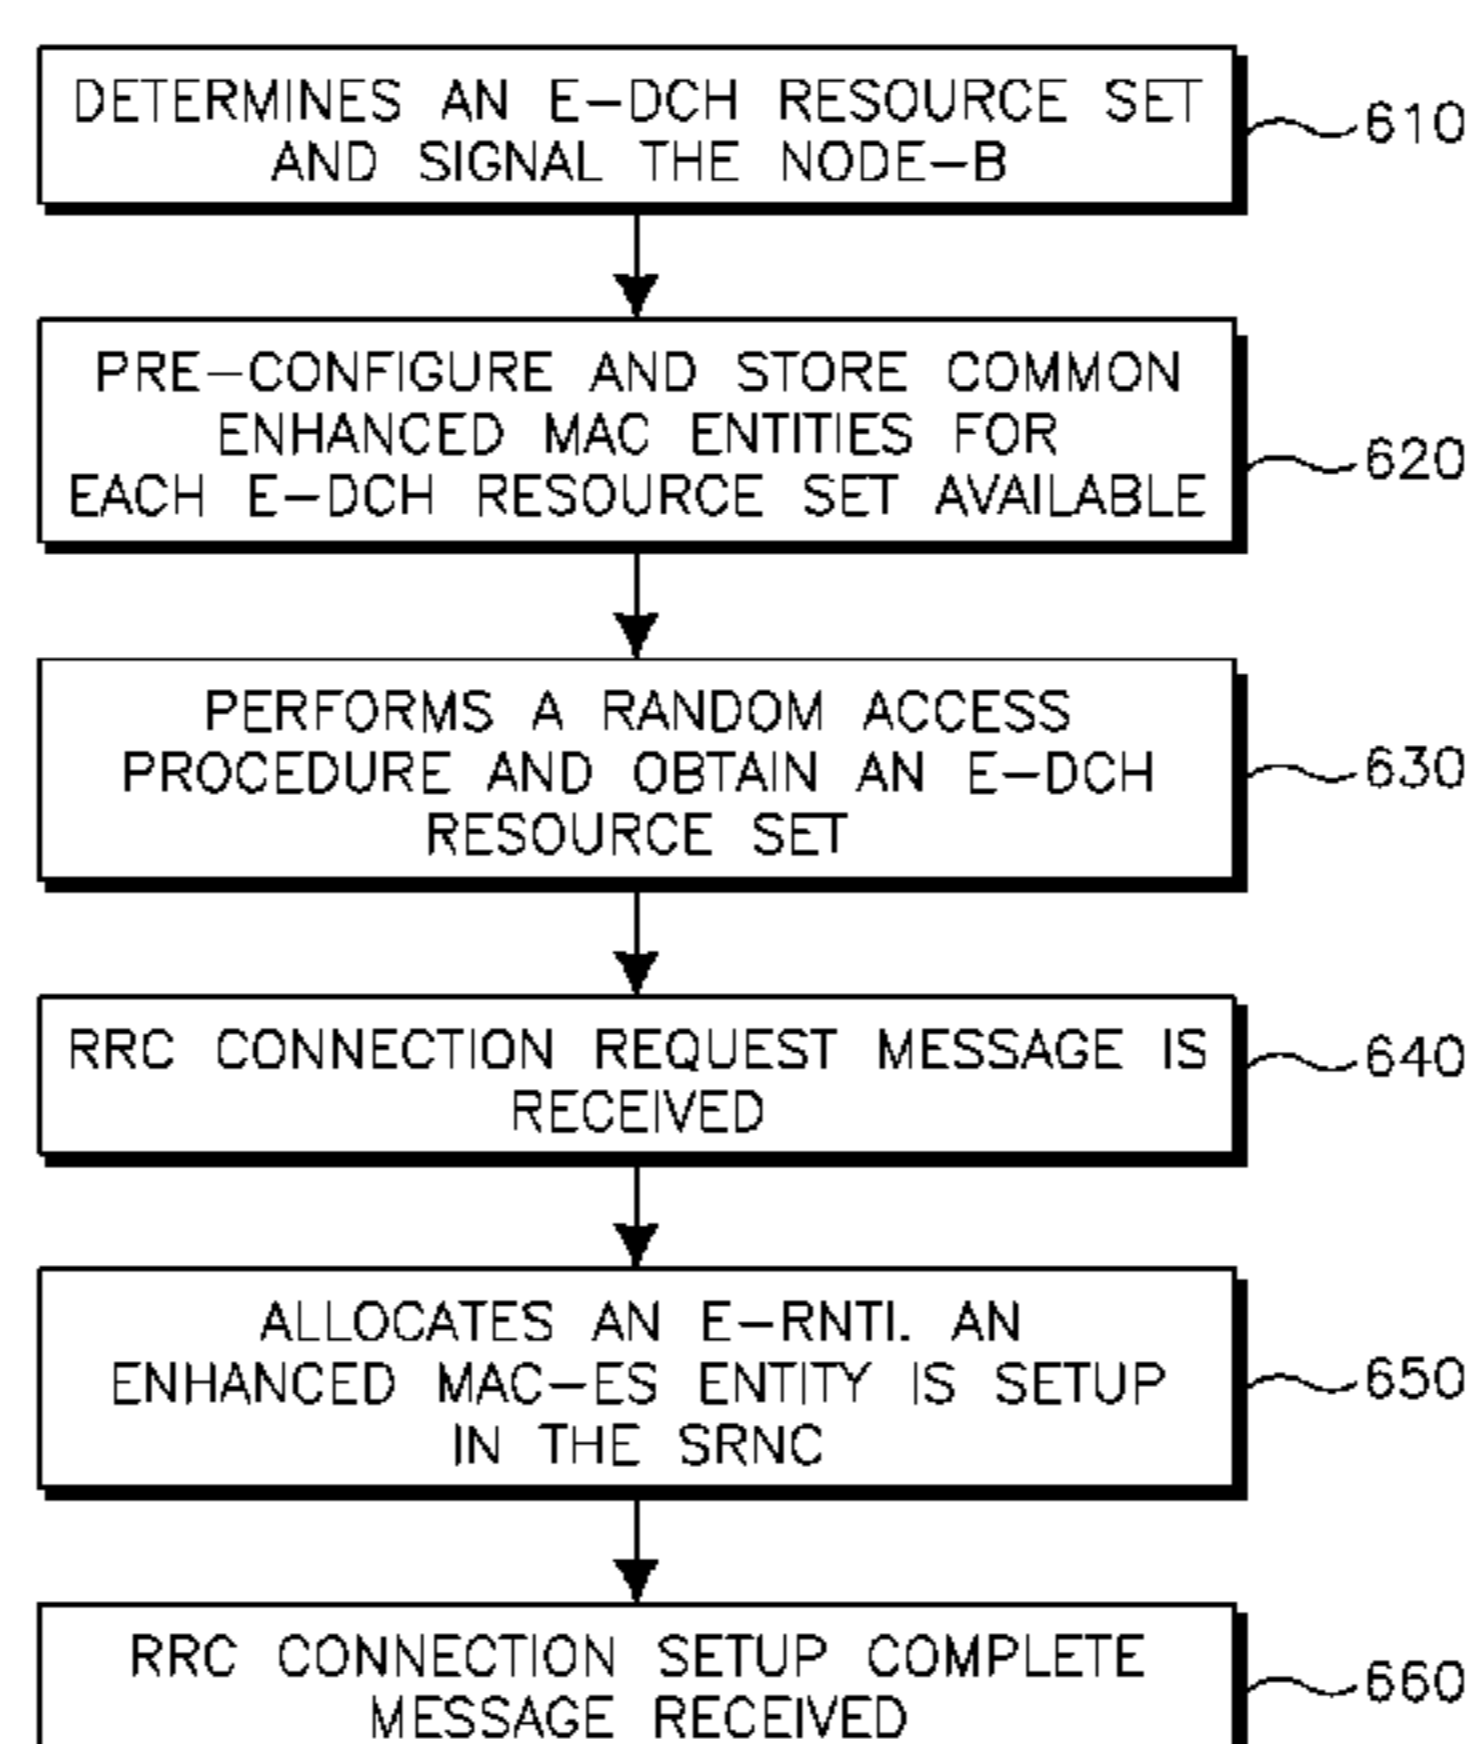 DETERMINES AN E-DCH RESOURCE SET
AND SIGNAL THE NODE-B
610
PRE-CONFIGURE AND STORE COMMON
ENHANCED MAC ENTITIES FOR
EACH E-DCH RESOURCE SET AVAILABLE
620
PERFORMS A RANDOM ACCESS
PROCEDURE AND OBTAIN AN E-DCH
RESOURCE SET
630
RRC CONNECTION REQUEST MESSAGE IS
RECEIVED
640
ALLOCATES AN E-RNTI. AN
ENHANCED MAC-ES ENTITY IS SETUP
IN THE SRNC
650
RRC CONNECTION SETUP COMPLETE
MESSAGE RECEIVED
660